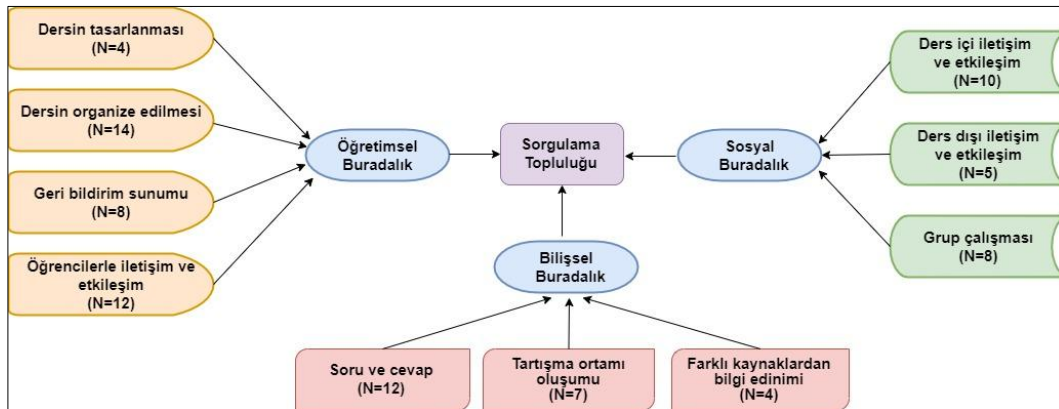 Dersin tasarlanması
(N=4)
Dersin organize edilmesi
(N=14)
Geri bildirim sunumu
(N=8)
Öğrencilerle iletişim ve
etkileşim
(N=12)
Öğretimsel
Buradalık
Sorgulama
Topluluğu
Sosyal
Buradalık
Ders içi iletişim
ve etkileşim
(N=10)
Ders dışı iletişim
ve etkileşim
(N=5)
Grup çalışması
(N=8)
Bilişsel
Buradalık
Soru ve cevap
(N=12)
Tartışma ortamı
oluşumu
(N=7)
Farklı kaynaklardan
bilgi edinimi
(N=4)